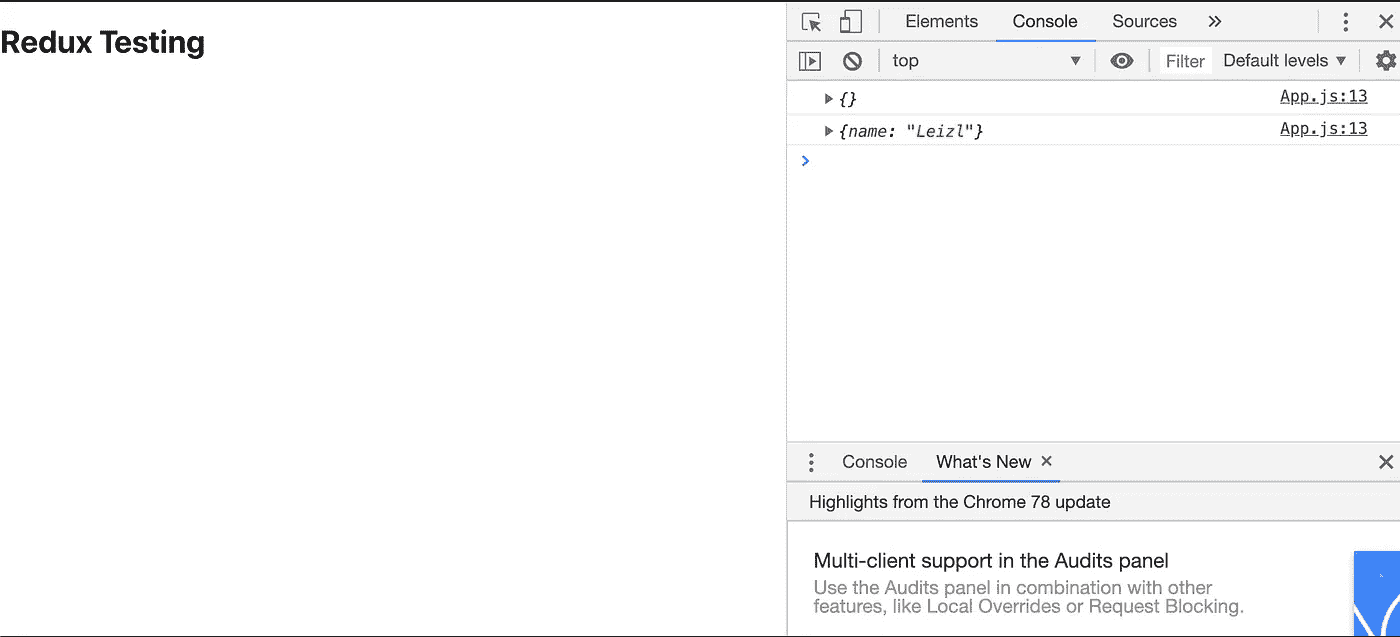 Redux Testing
Elements Console Sources »
top ▼ Filter Default levels ▼
▶ {} App.js:13
▶ {name: "Leizl"} App.js:13
>
Console What's New ×
Highlights from the Chrome 78 update
Multi-client support in the Audits panel
Use the Audits panel in combination with other
features, like Local Overrides or Request Blocking.